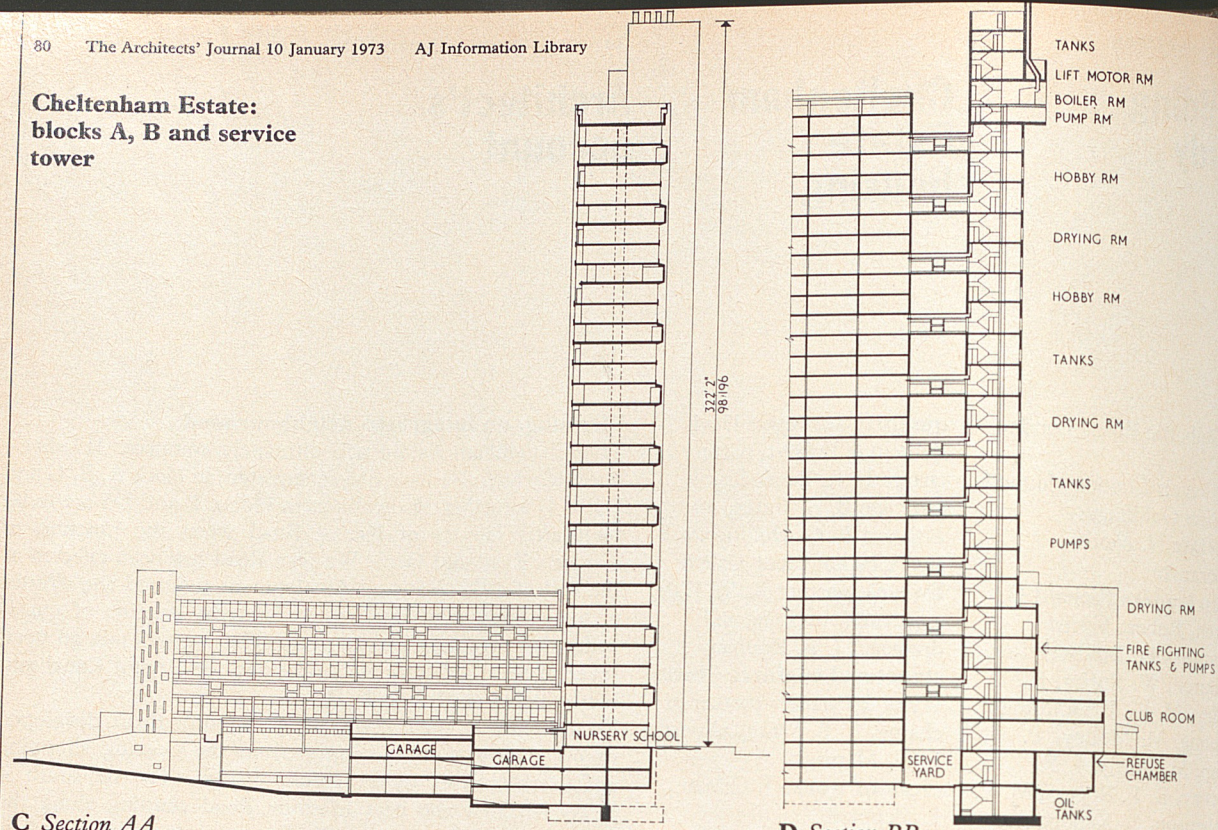 80 The Architects' Journal 10 January 1973 AJ Information Library
Cheltenham Estate:
blocks A, B and service
tower
322' 2"
98·196
NURSERY SCHOOL
GARAGE
GARAGE
C Section AA
TANKS
LIFT MOTOR RM
BOILER RM
PUMP RM
HOBBY RM
DRYING RM
HOBBY RM
TANKS
DRYING RM
TANKS
PUMPS
DRYING RM
FIRE FIGHTING
TANKS & PUMPS
CLUB ROOM
SERVICE
YARD
REFUSE
CHAMBER
OIL
TANKS
D Section BB